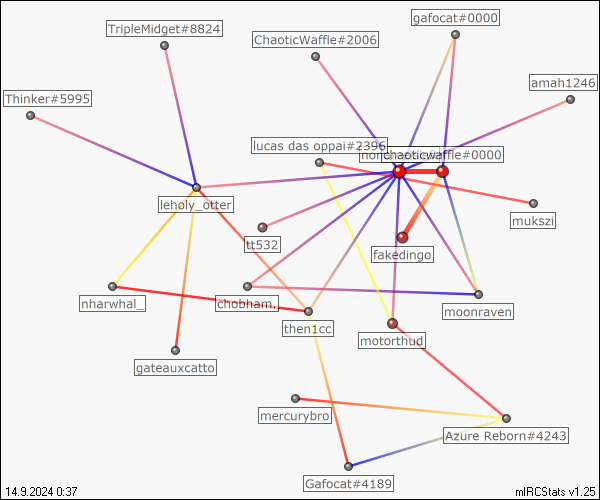 gafocat#0000
TripleMidget#8824
ChaoticWaffle#2006
amah1246
Thinker#5995
lucas das oppai#2396
chaoticwaffle#0000
leholy_otter
mukszi
tt532
fakedingo
nharwhal_
chobham.
moonraven
then1cc
motorthud
gateauxcatto
mercurybro
Azure Reborn#4243
Gafocat#4189
14.9.2024 0:37
mIRCStats v1.25